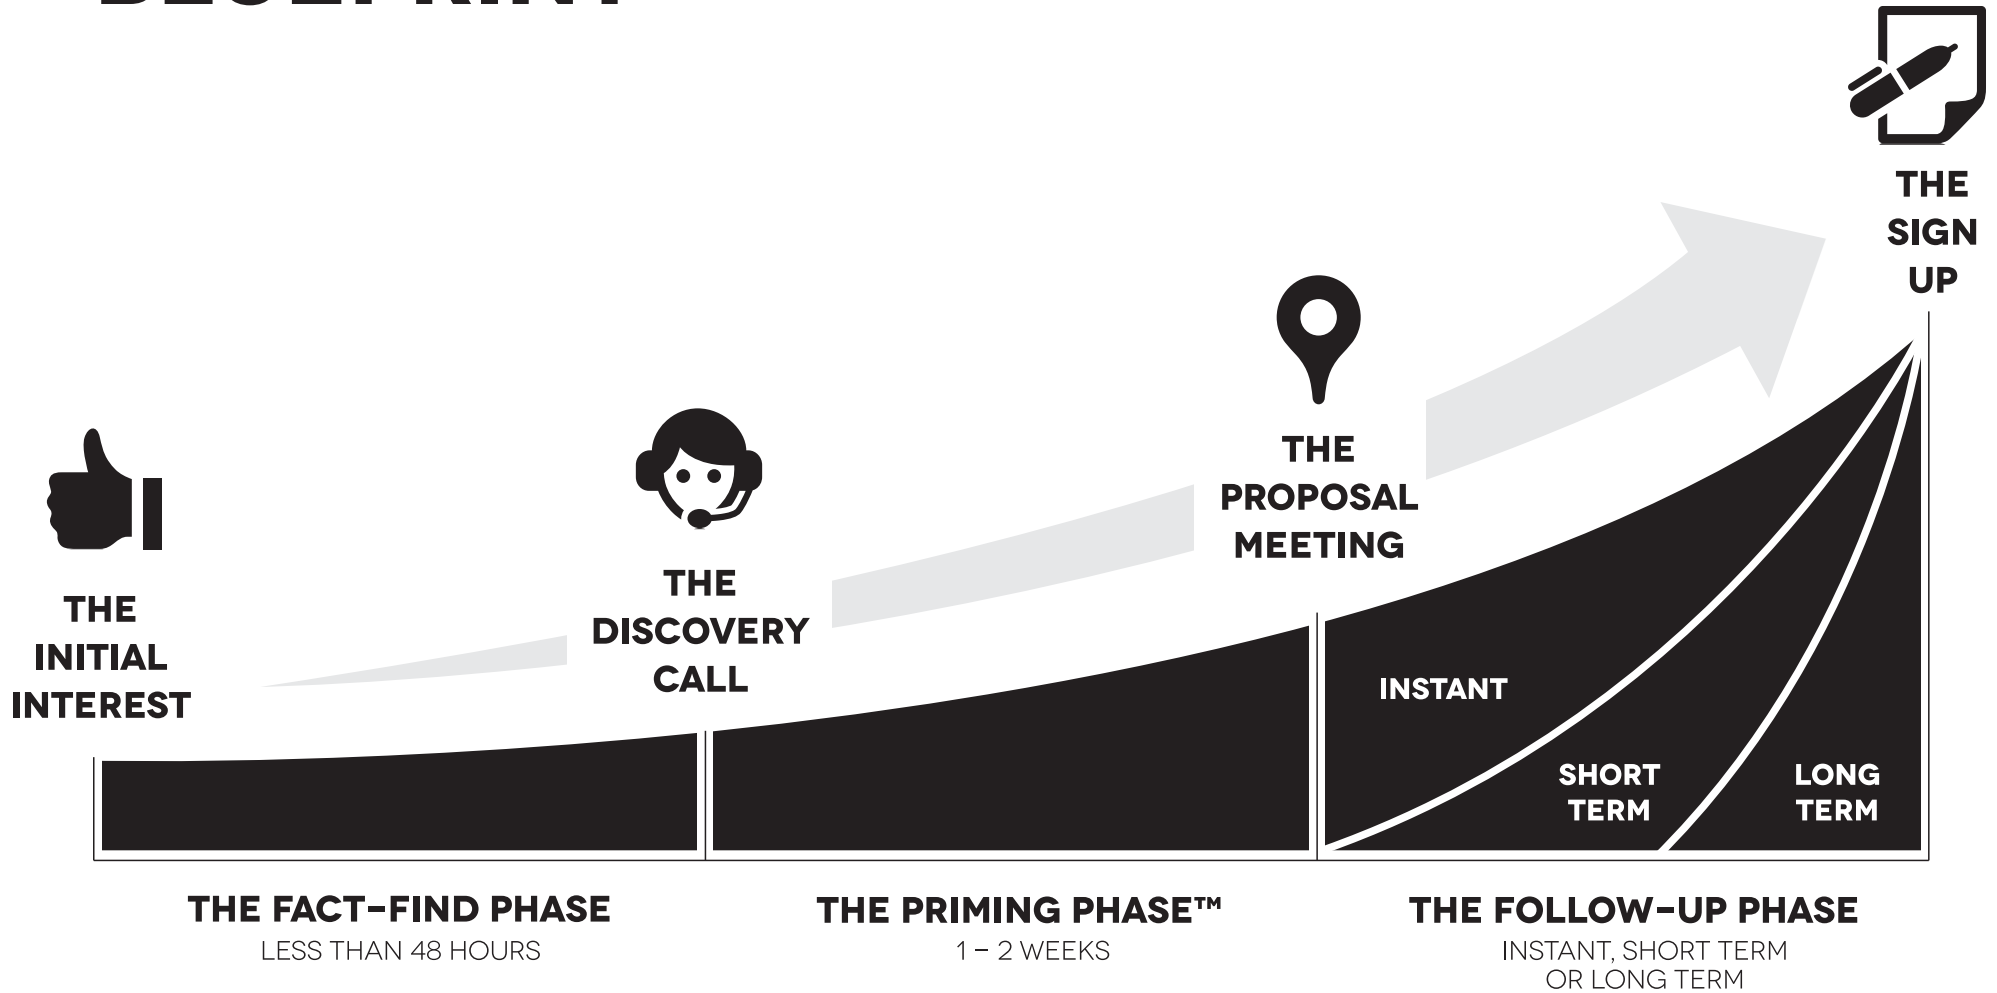 THE
SIGN
UP
THE
PROPOSAL
MEETING
THE
DISCOVERY
CALL
THE
INITIAL
INTEREST
INSTANT
SHORT
TERM
LONG
TERM
THE FACT-FIND PHASE
LESS THAN 48 HOURS
THE PRIMING PHASE™
1 – 2 WEEKS
THE FOLLOW-UP PHASE
INSTANT, SHORT TERM
OR LONG TERM